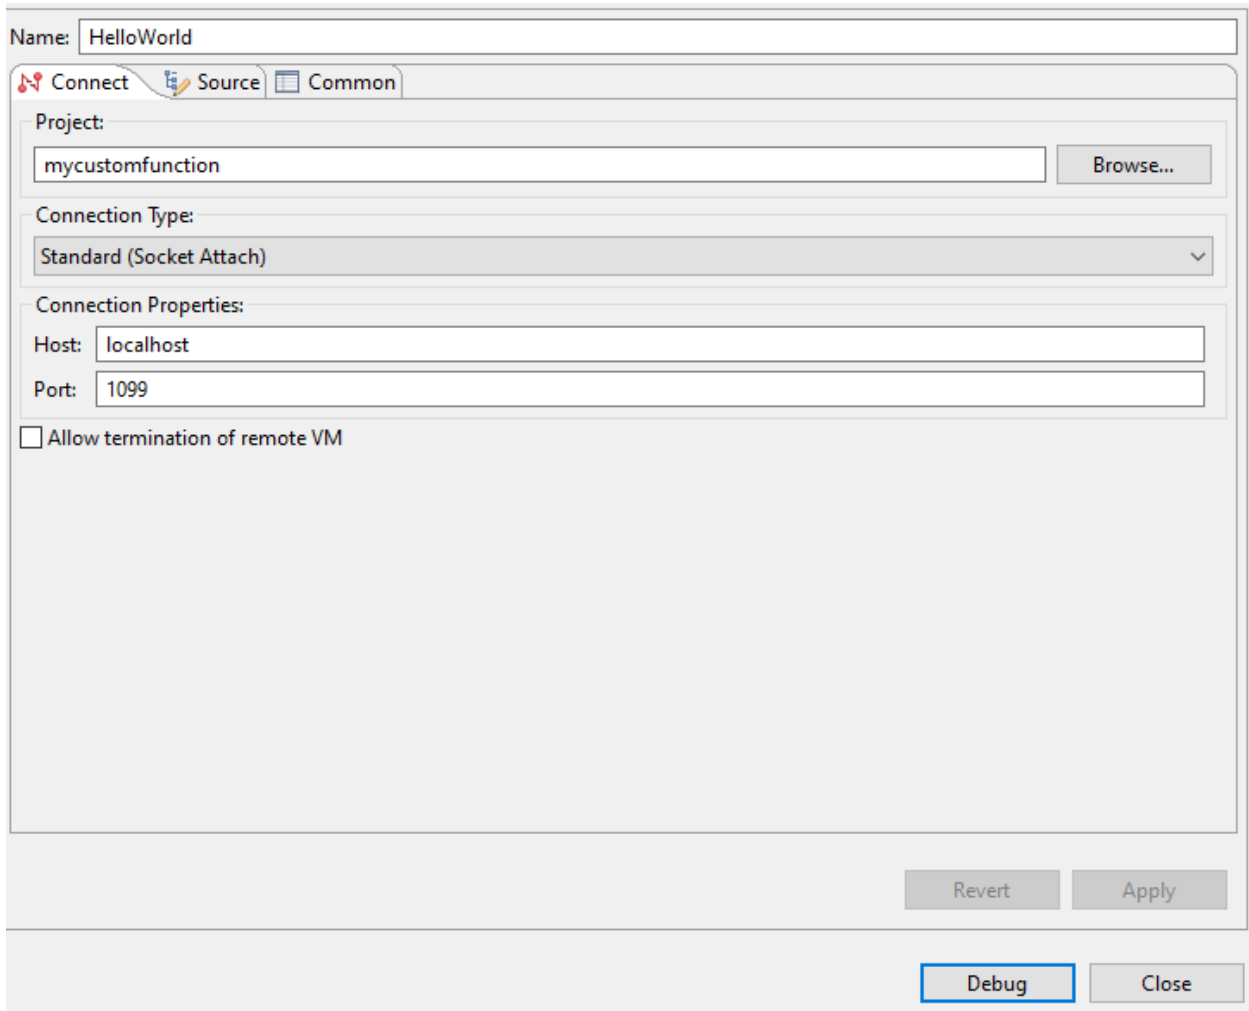 Name: HelloWorld
Connect Source Common
Project:
mycustomfunction Browse...
Connection Type:
Standard (Socket Attach)
Connection Properties:
Host: localhost
Port: 1099
Allow termination of remote VM
Revert Apply
Debug Close